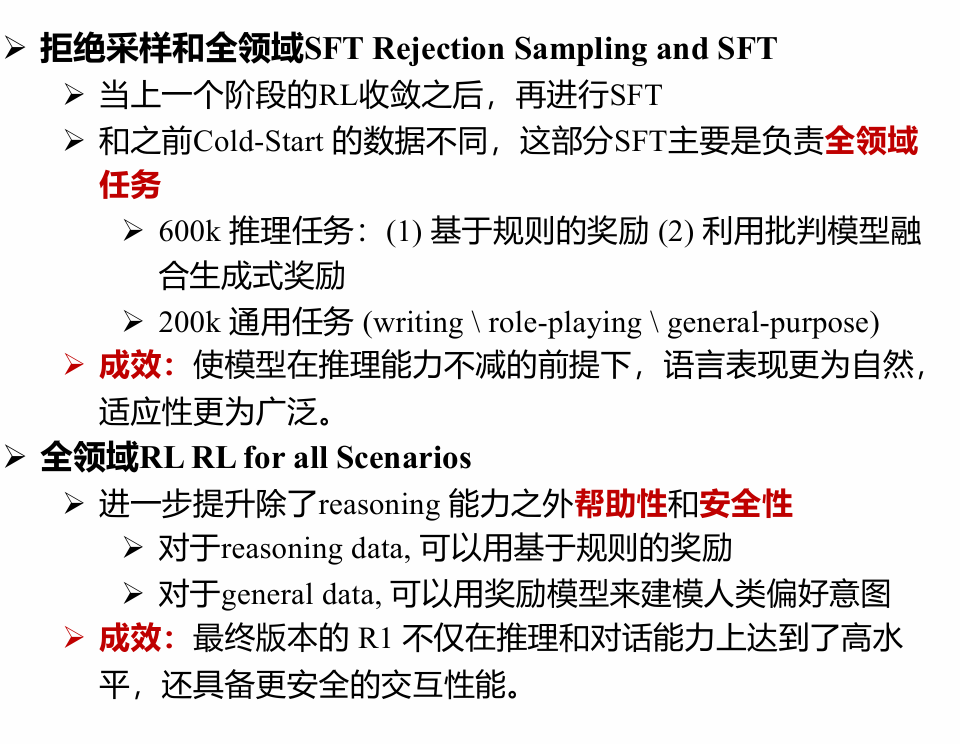 ➢ 拒绝采样和全领域SFT Rejection Sampling and SFT
➢ 当上一个阶段的RL收敛之后，再进行SFT
➢ 和之前Cold-Start 的数据不同，这部分SFT主要是负责全领域
任务
➢ 600k 推理任务：(1) 基于规则的奖励 (2) 利用批判模型融
合生成式奖励
➢ 200k 通用任务 (writing \ role-playing \ general-purpose)
➢ 成效：使模型在推理能力不减的前提下，语言表现更为自然，
适应性更为广泛。
➢ 全领域RL RL for all Scenarios
➢ 进一步提升除了reasoning 能力之外帮助性和安全性
➢ 对于reasoning data, 可以用基于规则的奖励
➢ 对于general data, 可以用奖励模型来建模人类偏好意图
➢ 成效：最终版本的 R1 不仅在推理和对话能力上达到了高水
平，还具备更安全的交互性能。